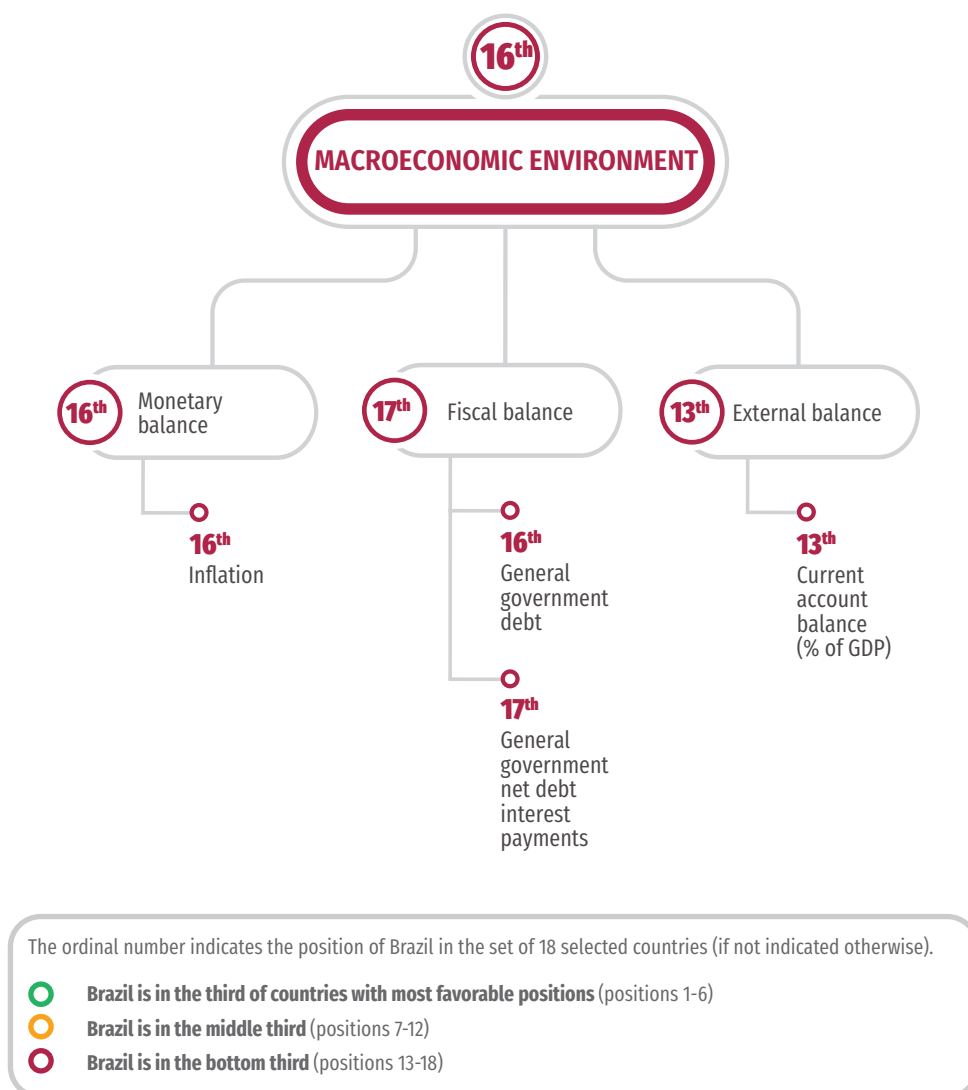 16th
MACROECONOMIC ENVIRONMENT
16th
Monetary
balance
16th
Inflation
17th
Fiscal balance
16th
General
government
debt
17th
General
government
net debt
interest
payments
13th
External balance
13th
Current
account
balance
(% of GDP)
The ordinal number indicates the position of Brazil in the set of 18 selected countries (if not indicated otherwise).
Brazil is in the third of countries with most favorable positions (positions 1-6)
Brazil is in the middle third (positions 7-12)
Brazil is in the bottom third (positions 13-18)